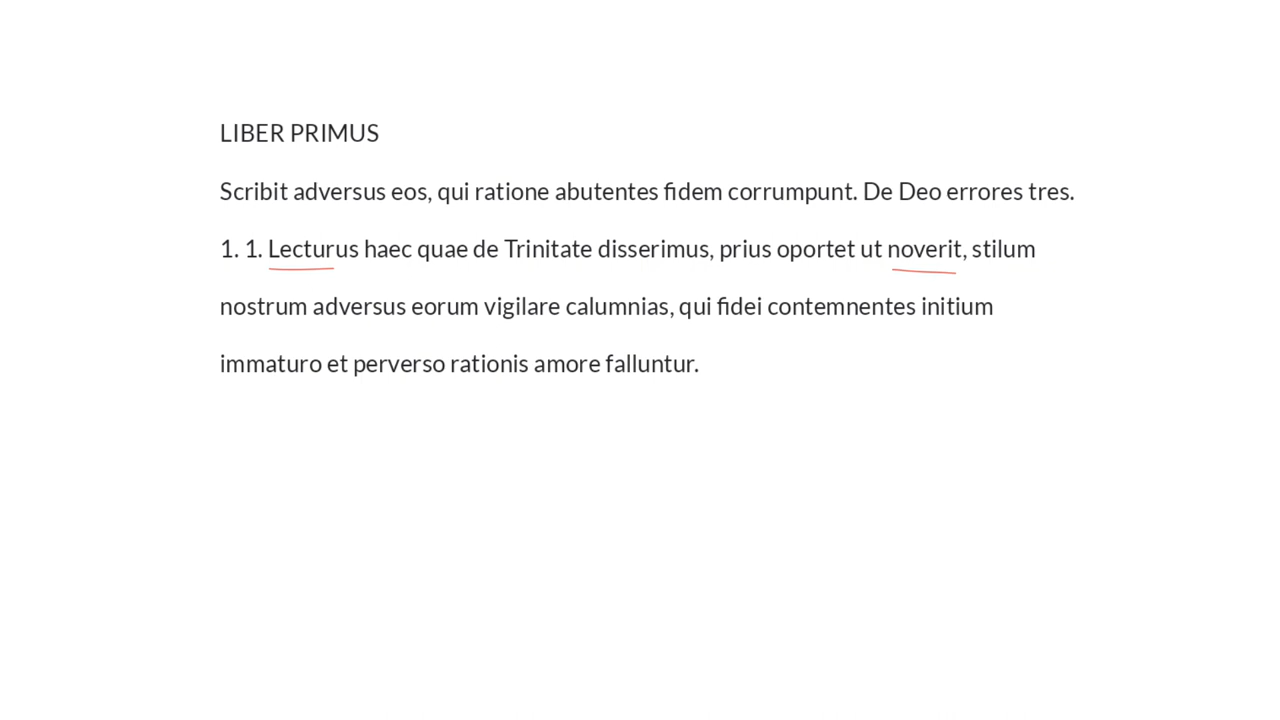 LIBER PRIMUS
Scribit adversus eos, qui ratione abutentes fidem corrumpunt. De Deo errores tres.
1. 1. Lecturus haec quae de Trinitate disserimus, prius oportet ut noverit, stilum
nostrum adversus eorum vigilare calumnias, qui fidei contemnentes initium
immaturo et perverso rationis amore falluntur.